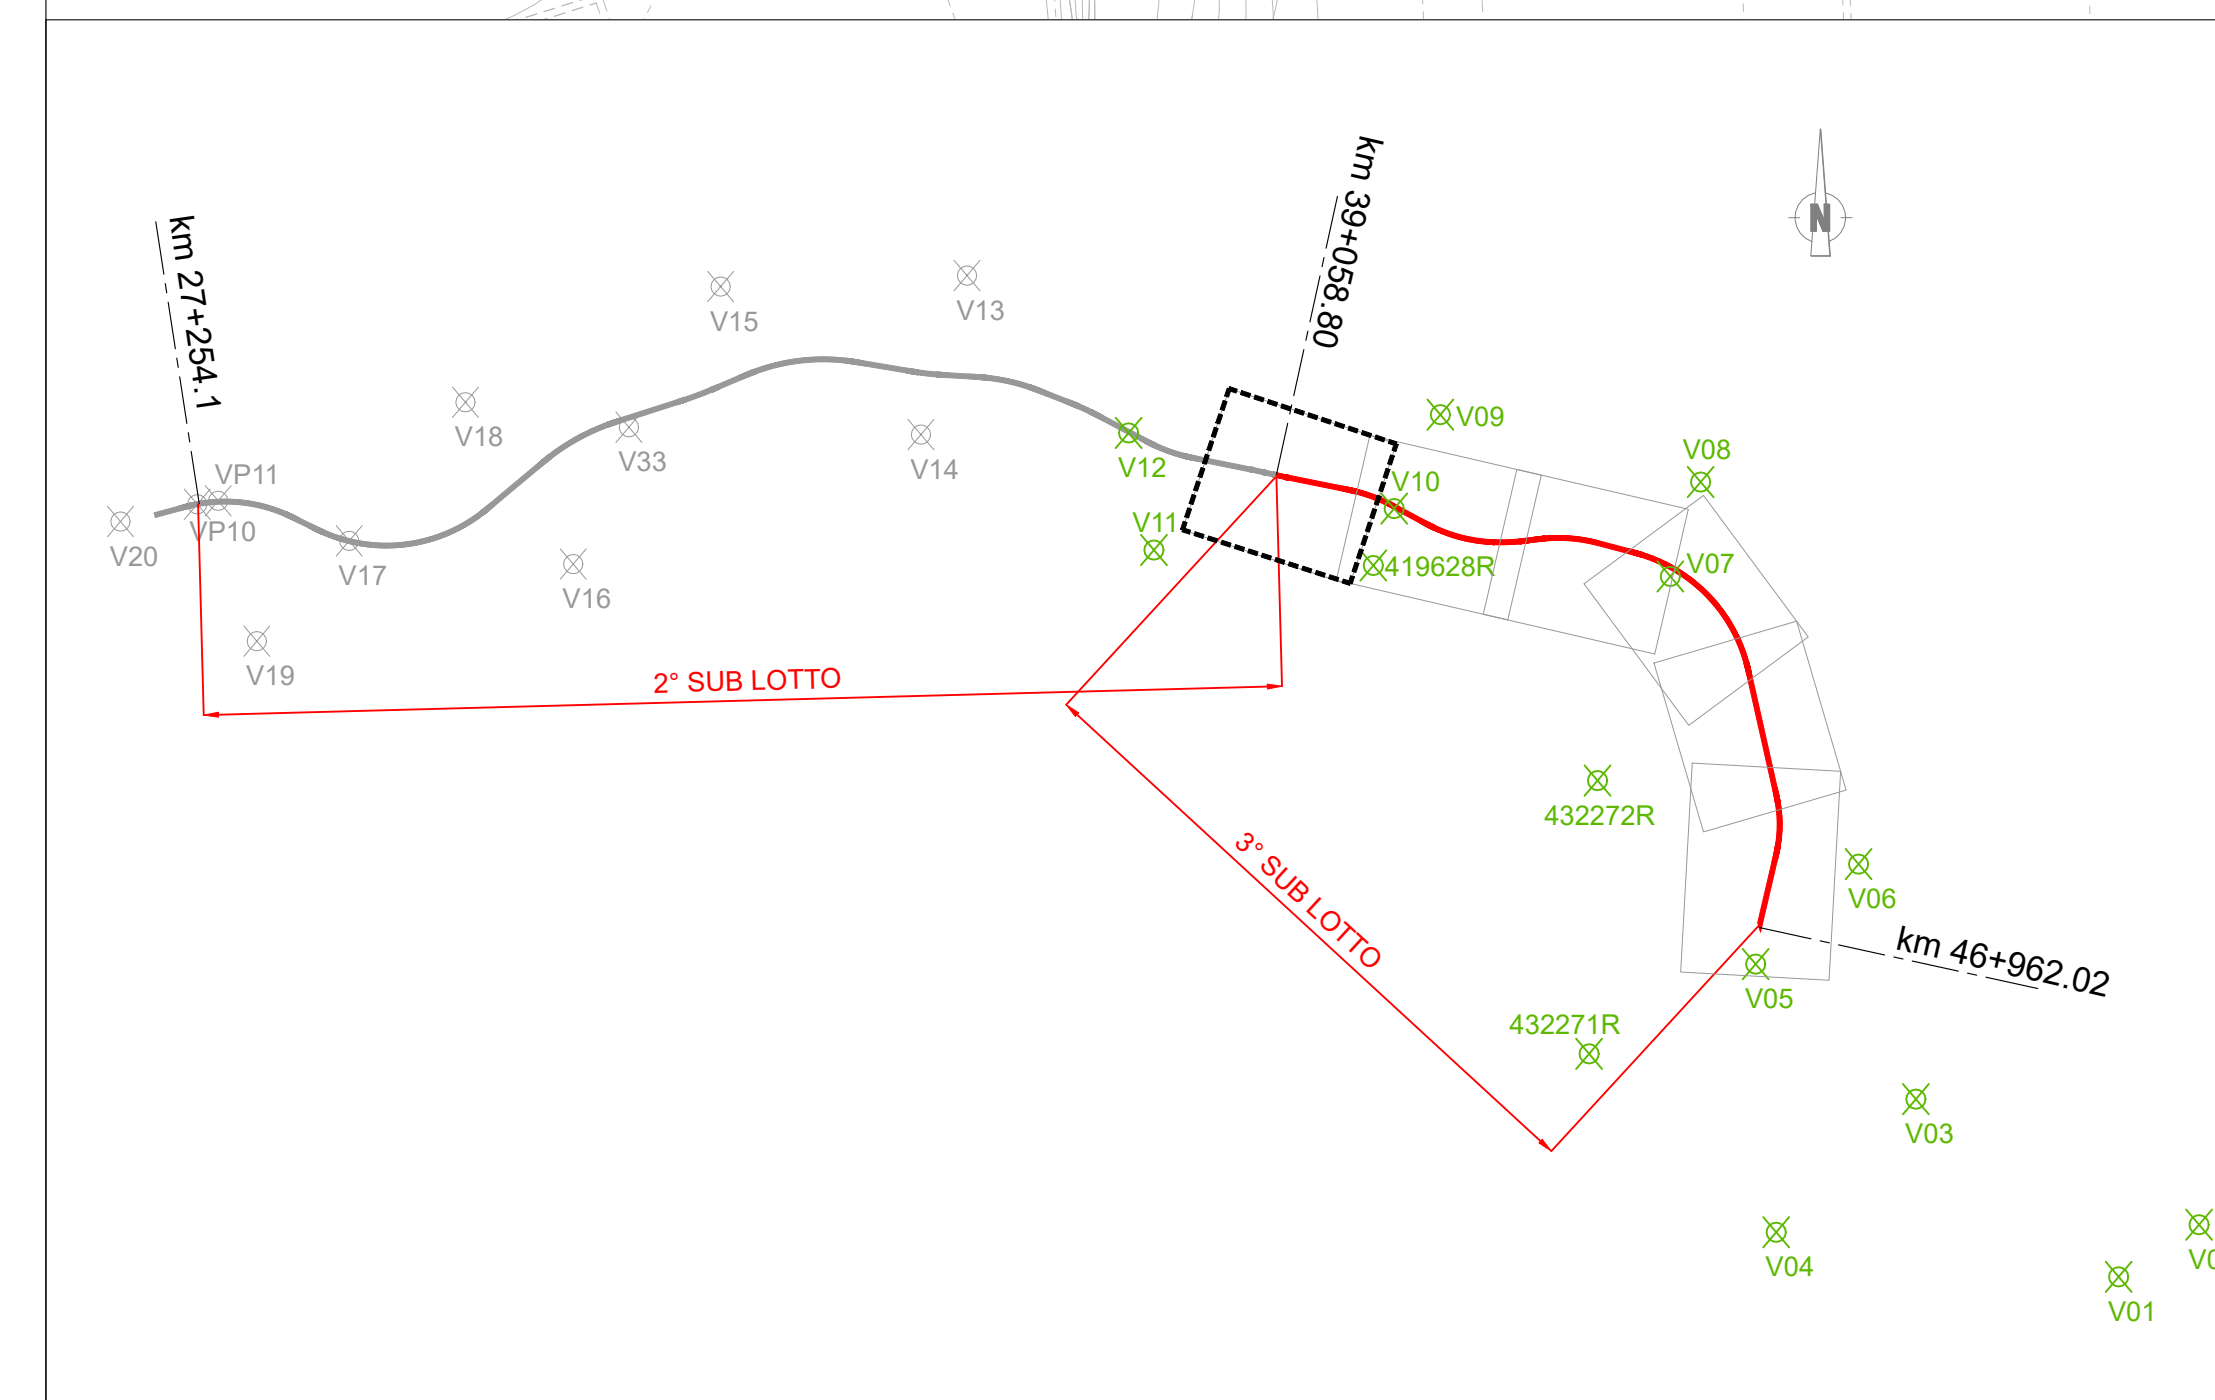 km 39+058.80
km 27+254.1
N
V15
V13
V09
V18
V08
V33
V14
V12
V10
VP11
VP10
V20
V17
V16
V11
419628R
V07
V19
2° SUB LOTTO
432272R
3° SUB LOTTO
V06
km 46+962.02
V05
432271R
V03
V04
V01